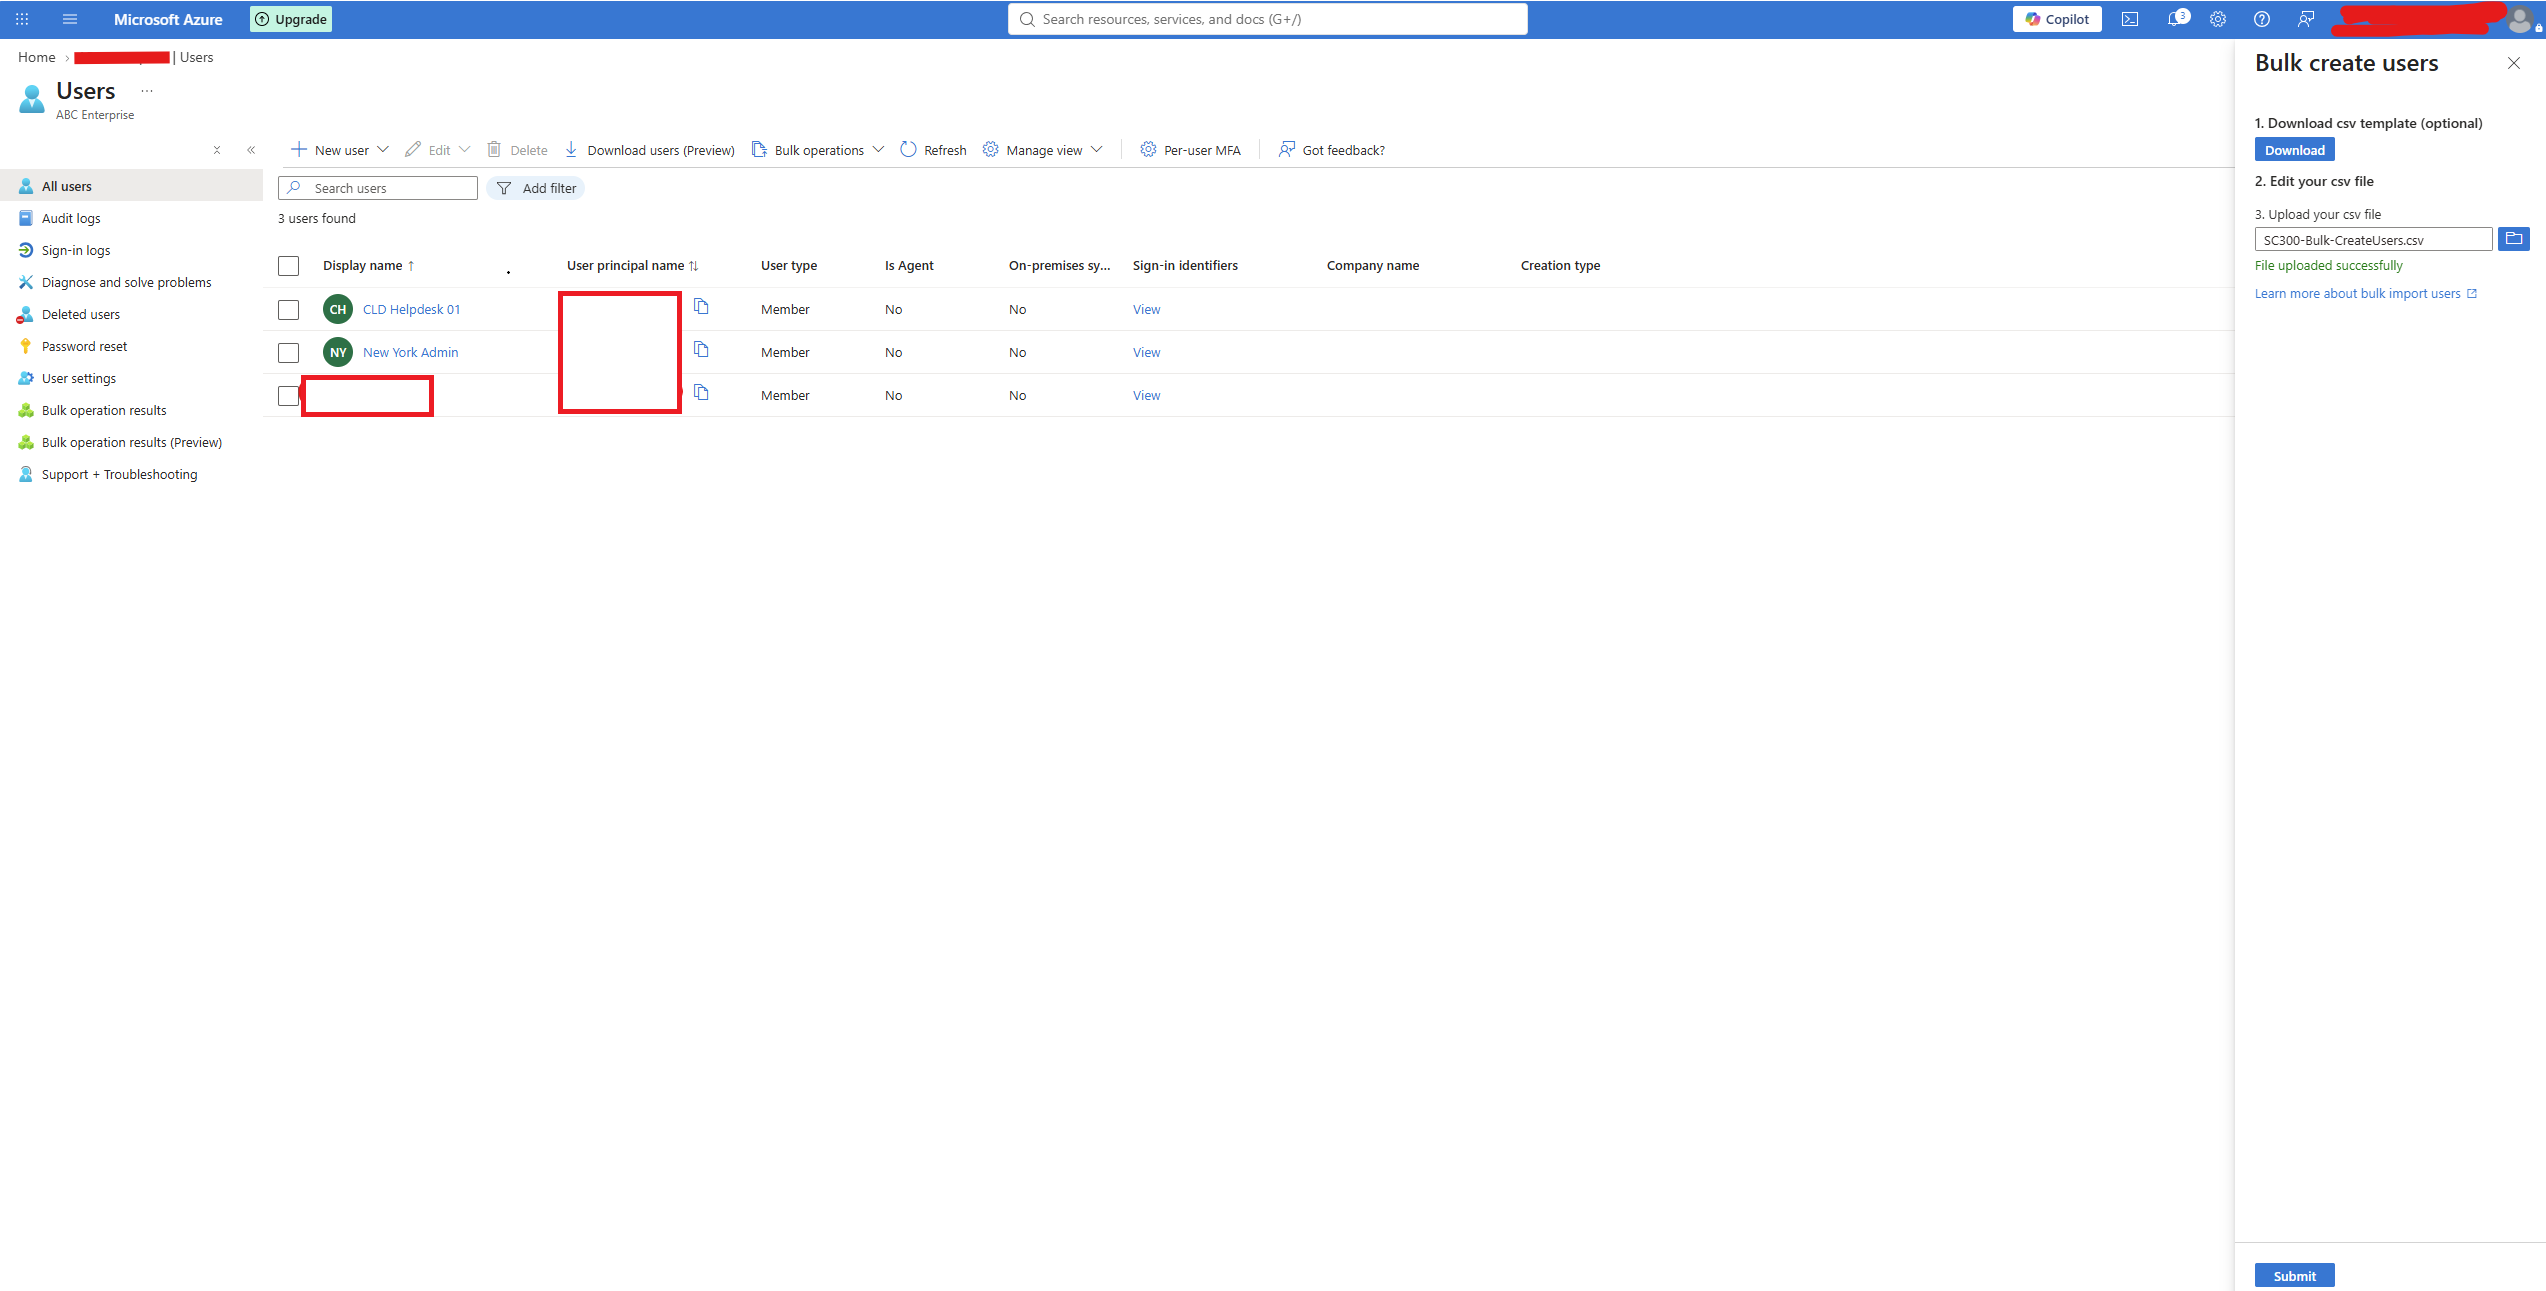 Microsoft Azure
Upgrade
Search resources, services, and docs (G+/)
Copilot
3
Home > | Users
Users ...
ABC Enterprise
All users
Audit logs
Sign-in logs
Diagnose and solve problems
Deleted users
Password reset
User settings
Bulk operation results
Bulk operation results (Preview)
Support + Troubleshooting
New user Edit Delete Download users (Preview) Bulk operations Refresh Manage view Per-user MFA Got feedback?
Search users Add filter
3 users found
Display name ↑ User principal name ↑↓ User type Is Agent On-premises sy... Sign-in identifiers Company name Creation type
CH CLD Helpdesk 01 Member No No View
NY New York Admin Member No No View
Member No No View
Bulk create users
1. Download csv template (optional)
Download
2. Edit your csv file
3. Upload your csv file
SC300-Bulk-CreateUsers.csv
File uploaded successfully
Learn more about bulk import users
Submit